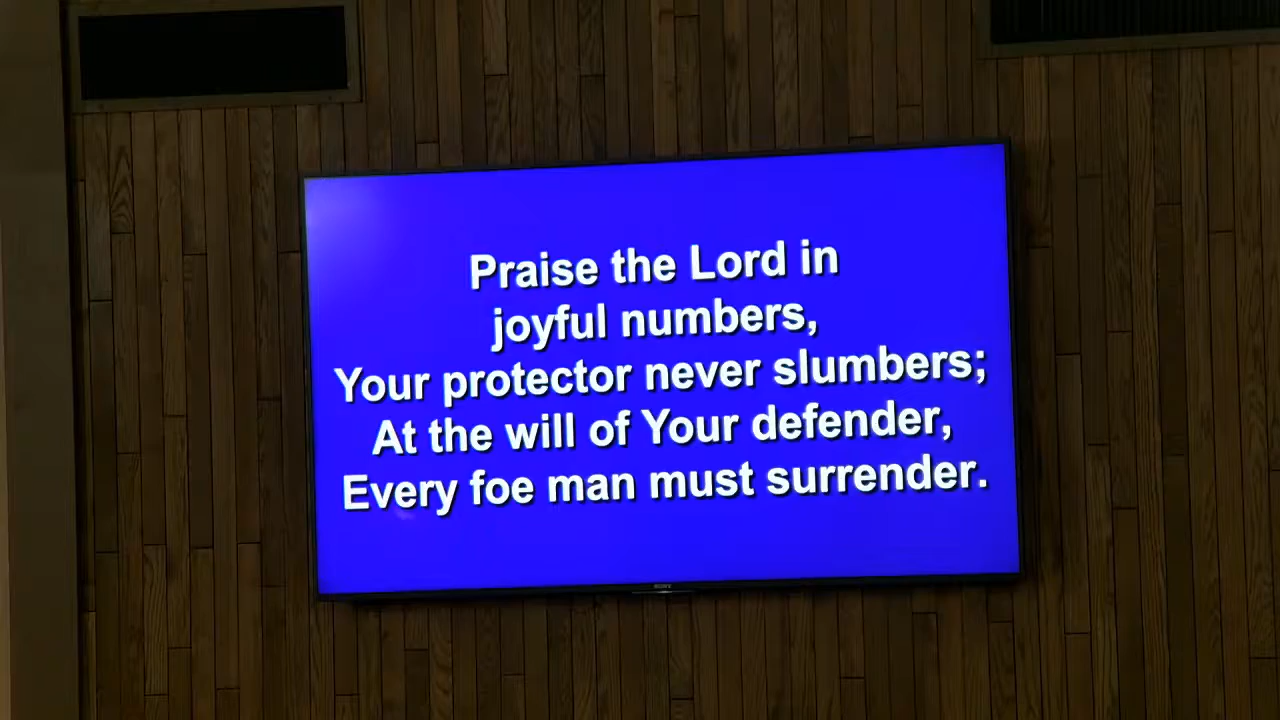 Praise the Lord in
joyful numbers,
Your protector never slumbers;
At the will of Your defender,
Every foe man must surrender.
SONY